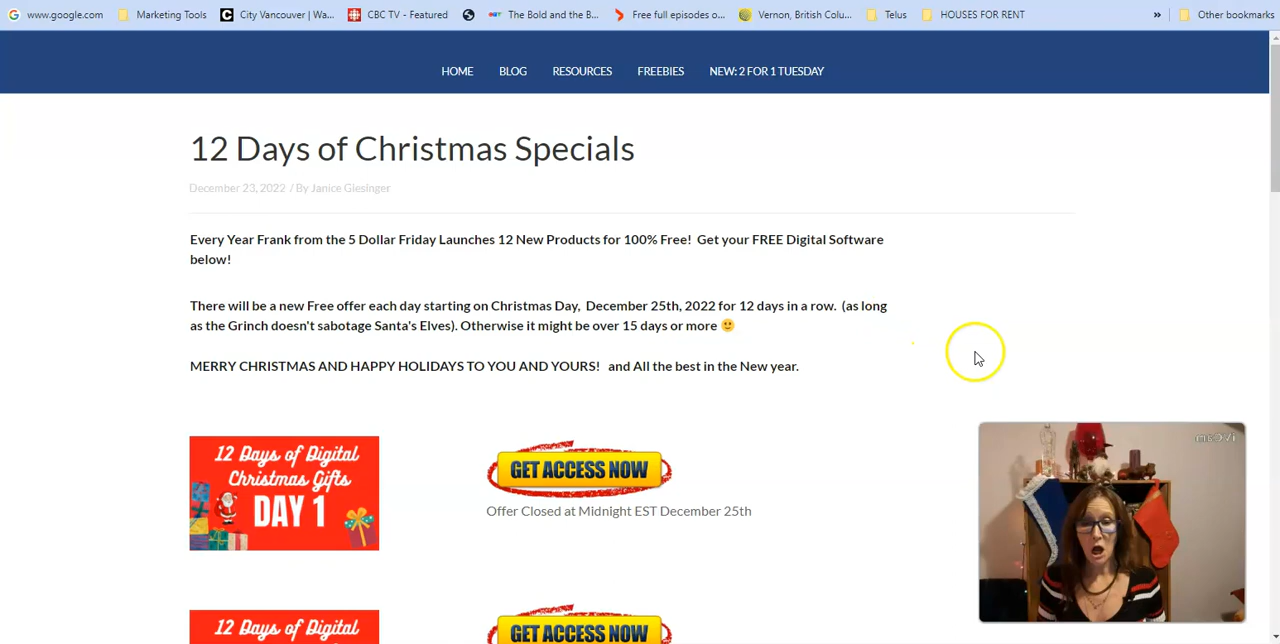 www.google.com Marketing Tools City Vancouver | Wa... CBC TV - Featured The Bold and the B... Free full episodes o... Vernon, British Colu... Telus HOUSES FOR RENT » Other bookmarks
HOME BLOG RESOURCES FREEBIES NEW: 2 FOR 1 TUESDAY
12 Days of Christmas Specials
December 23, 2022 / By Janice Giesinger
Every Year Frank from the 5 Dollar Friday Launches 12 New Products for 100% Free! Get your FREE Digital Software
below!
There will be a new Free offer each day starting on Christmas Day, December 25th, 2022 for 12 days in a row. (as long
as the Grinch doesn't sabotage Santa's Elves). Otherwise it might be over 15 days or more 🙂
MERRY CHRISTMAS AND HAPPY HOLIDAYS TO YOU AND YOURS! and All the best in the New year.
12 Days of Digital
Christmas Gifts
DAY 1
GET ACCESS NOW
Offer Closed at Midnight EST December 25th
12 Days of Digital
GET ACCESS NOW